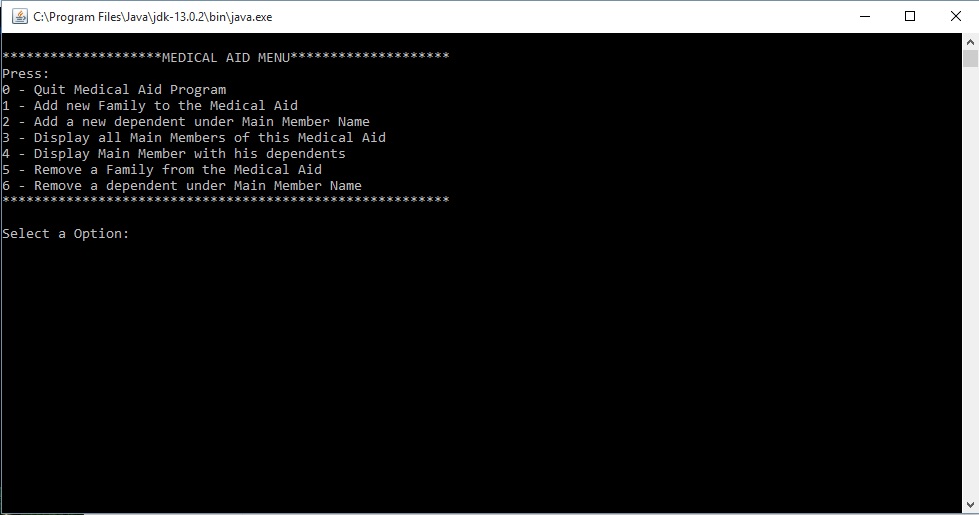 C:\Program Files\Java\jdk-13.0.2\bin\java.exe
********************MEDICAL AID MENU********************
Press:
0 - Quit Medical Aid Program
1 - Add new Family to the Medical Aid
2 - Add a new dependent under Main Member Name
3 - Display all Main Members of this Medical Aid
4 - Display Main Member with his dependents
5 - Remove a Family from the Medical Aid
6 - Remove a dependent under Main Member Name
********************************************************
Select a Option: